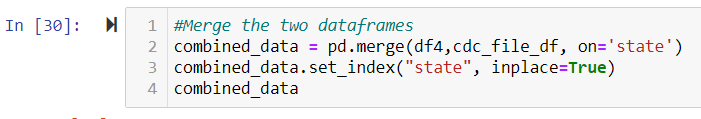 In [30]:
1 #Merge the two dataframes
2 combined_data = pd.merge(df4,cdc_file_df, on='state')
3 combined_data.set_index("state", inplace=True)
4 combined_data